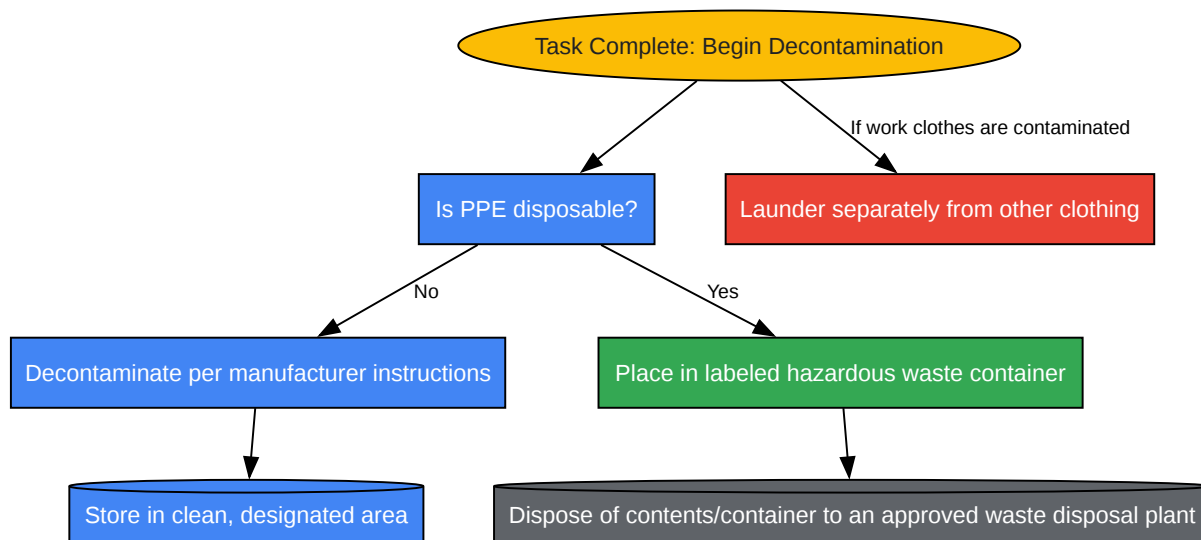 Task Complete: Begin Decontamination
If work clothes are contaminated
Is PPE disposable?
Launder separately from other clothing
No
Yes
Decontaminate per manufacturer instructions
Place in labeled hazardous waste container
Store in clean, designated area
Dispose of contents/container to an approved waste disposal plant